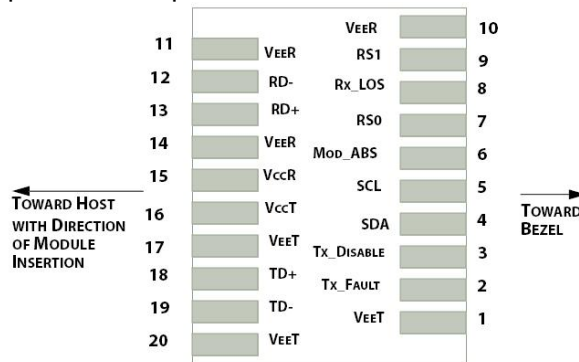 11 VEER
12 RD-
13 RD+
14 VEER
15 VCCR
16 VCCT
17 VEET
18 TD+
19 TD-
20 VEET
VEER 10
RS1 9
RX_LOS 8
RS0 7
MOD_ABS 6
SCL 5
SDA 4
TX_DISABLE 3
TX_FAULT 2
VEET 1
TOWARD HOST
WITH DIRECTION
OF MODULE
INSERTION
TOWARD
BEZEL